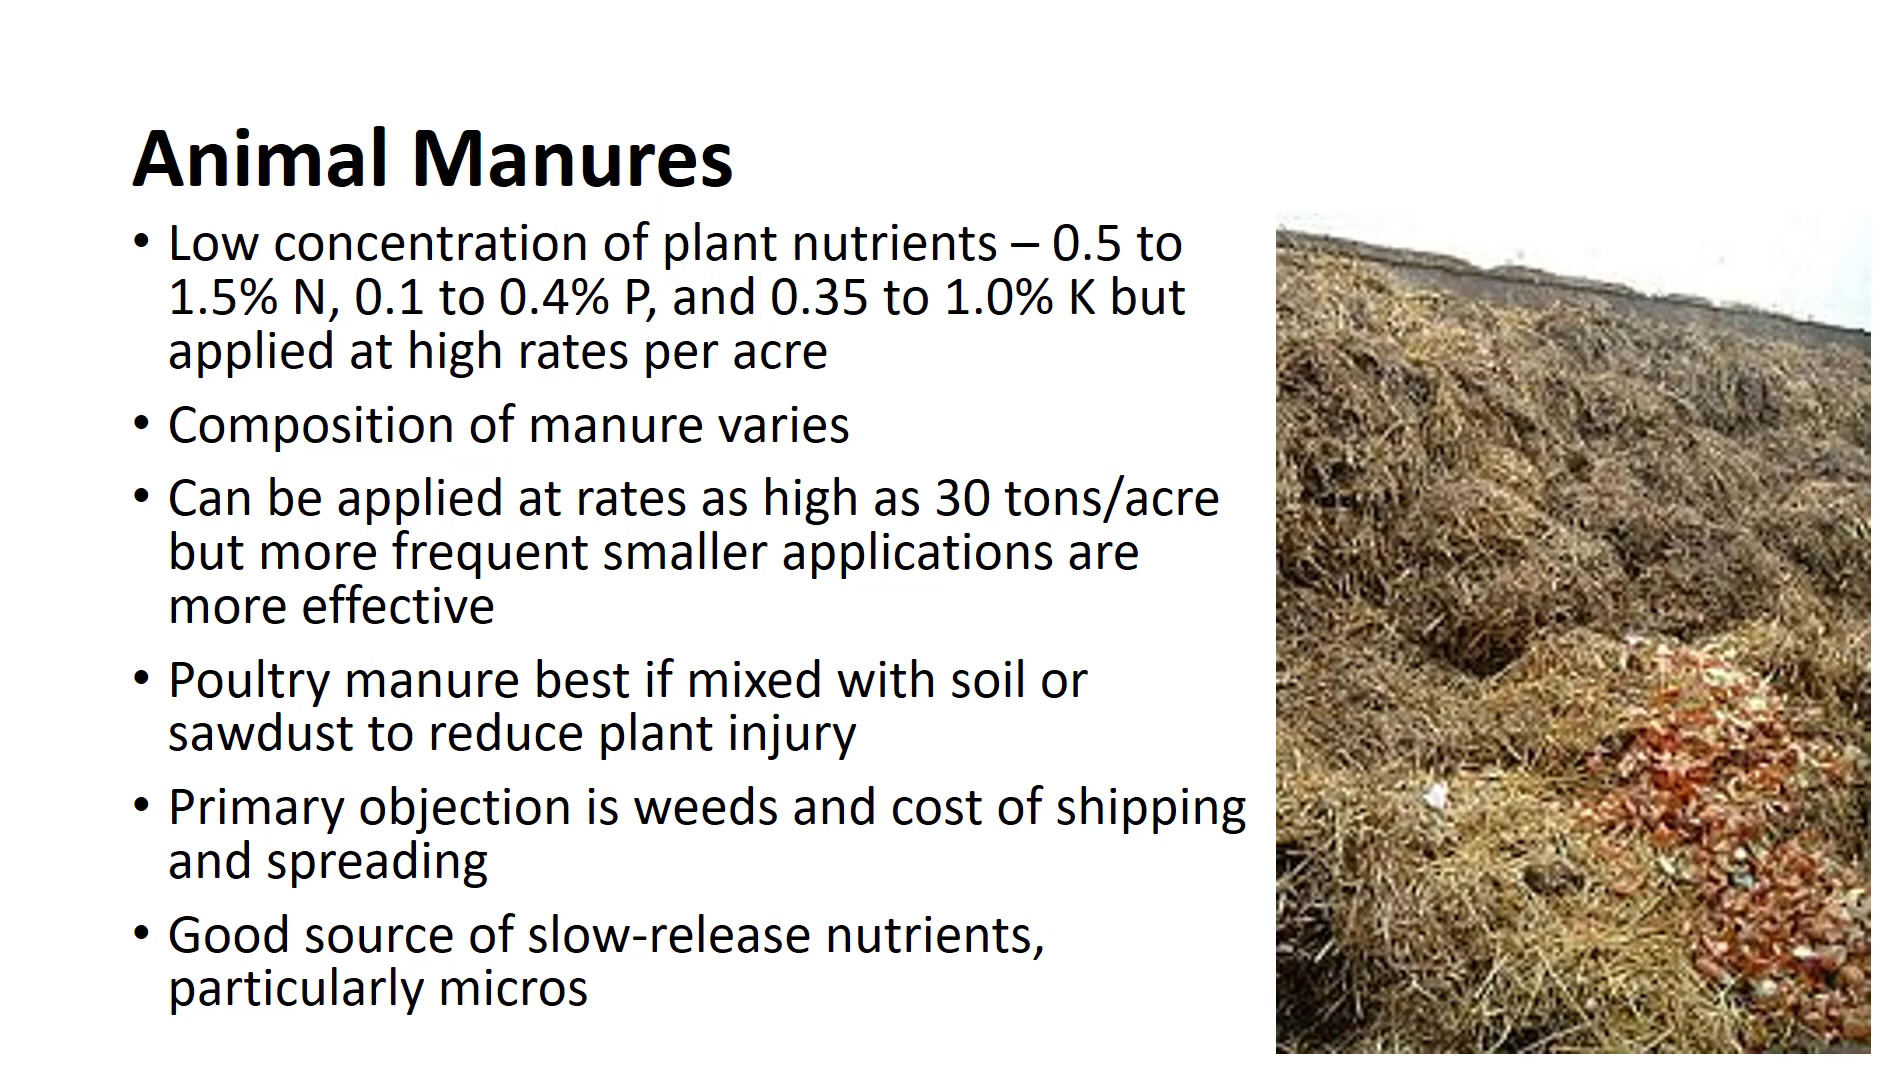 Animal Manures
• Low concentration of plant nutrients – 0.5 to
1.5% N, 0.1 to 0.4% P, and 0.35 to 1.0% K but
applied at high rates per acre
• Composition of manure varies
• Can be applied at rates as high as 30 tons/acre
but more frequent smaller applications are
more effective
• Poultry manure best if mixed with soil or
sawdust to reduce plant injury
• Primary objection is weeds and cost of shipping
and spreading
• Good source of slow-release nutrients,
particularly micros